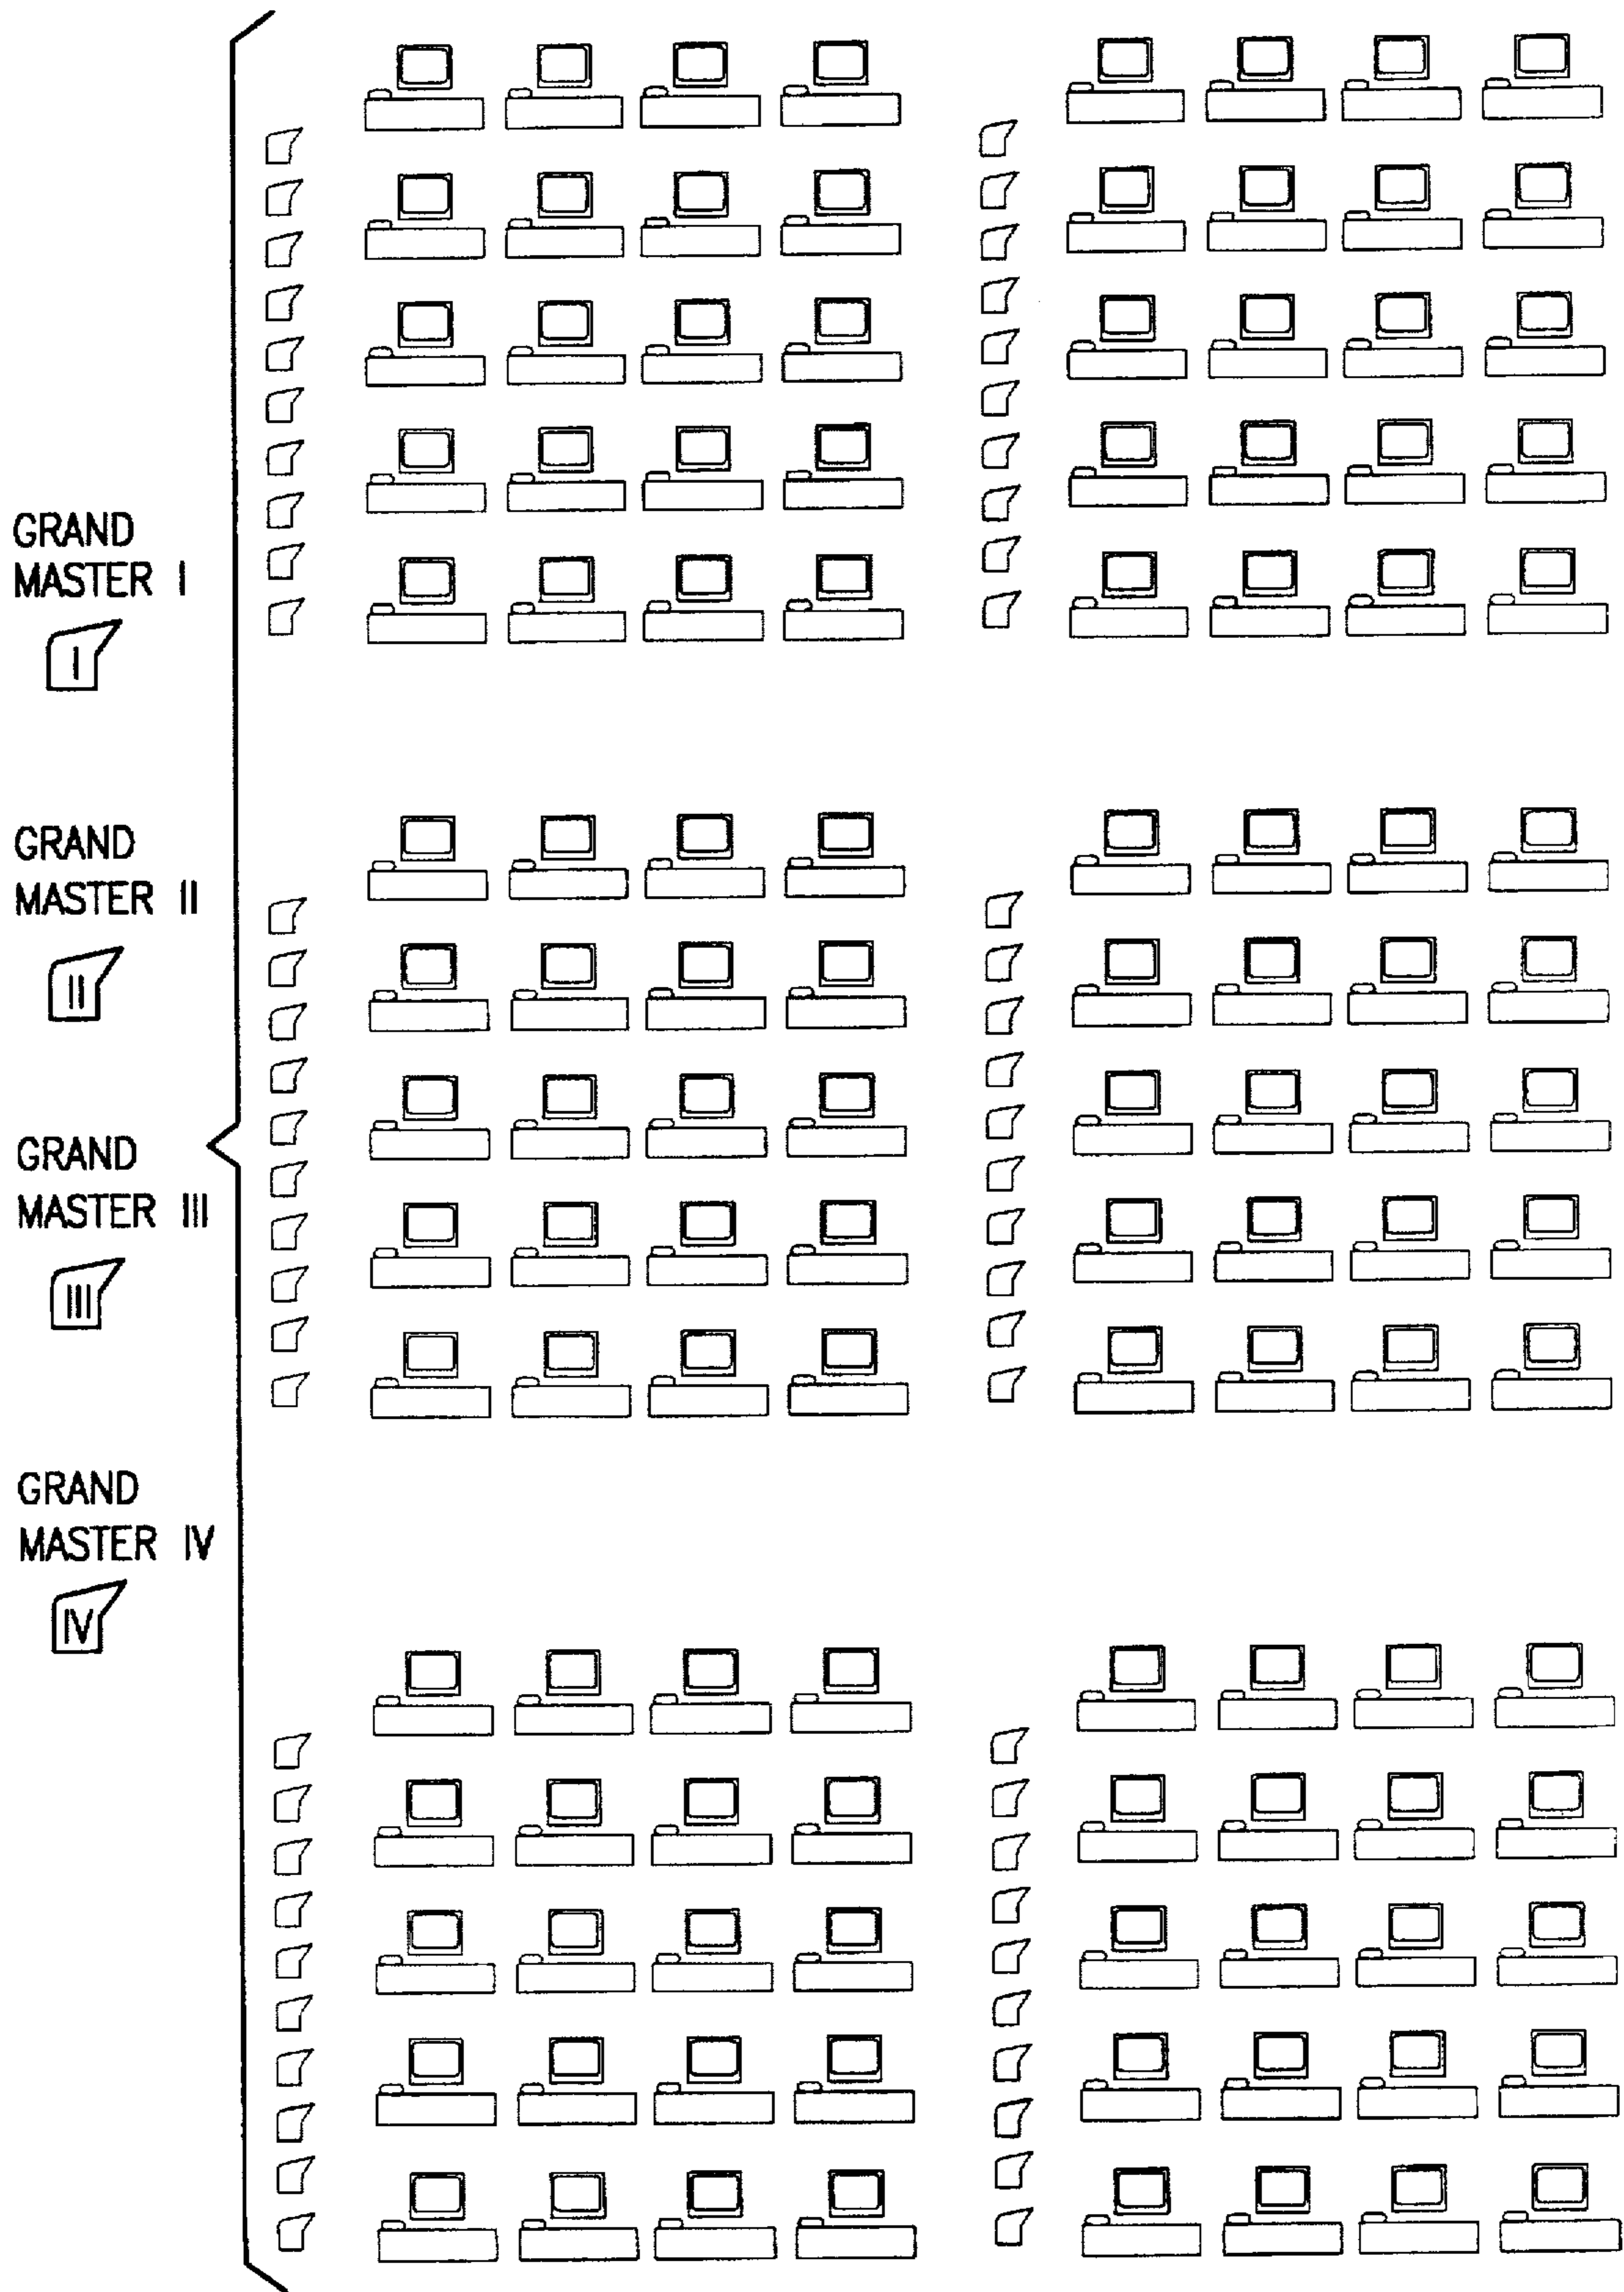 GRAND
MASTER I
I
GRAND
MASTER II
II
GRAND
MASTER III
III
GRAND
MASTER IV
IV